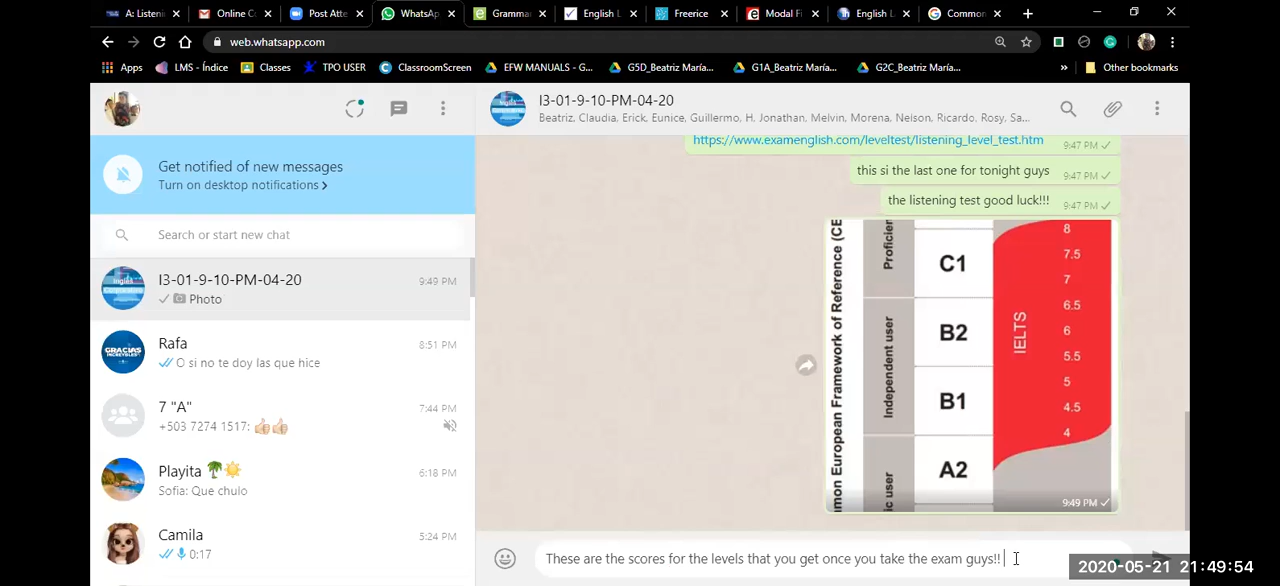 A: Listenin
Online C
Post Atte
WhatsAp
Grammar
English L
Freerice
Modal Fi
English L
Common
web.whatsapp.com
Apps
LMS - Índice
Classes
TPO USER
ClassroomScreen
EFW MANUALS - G...
G5D_Beatriz María...
G1A_Beatriz María...
G2C_Beatriz María...
»
Other bookmarks
Get notified of new messages
Turn on desktop notifications >
Search or start new chat
I3-01-9-10-PM-04-20
9:49 PM
Photo
Rafa
8:51 PM
O si no te doy las que hice
7 "A"
7:44 PM
+503 7274 1517: 👍🏼👍🏼
Playita 🌴☀️
6:18 PM
Sofia: Que chulo
Camila
5:24 PM
0:17
I3-01-9-10-PM-04-20
Beatriz, Claudia, Erick, Eunice, Guillermo, H. Jonathan, Melvin, Morena, Neison, Ricardo, Rosy, Sa...
https://www.examenglish.com/leveltest/listening_level_test.htm
9:47 PM
this si the last one for tonight guys
9:47 PM
the listening test good luck!!!
9:47 PM
mon European Framework of Reference (CE
Proficien
Independent user
ic user
C1
B2
B1
A2
IELTS
8
7.5
7
6.5
6
5.5
5
4.5
4
9:49 PM
These are the scores for the levels that you get once you take the exam guys!!
2020-05-21 21:49:54